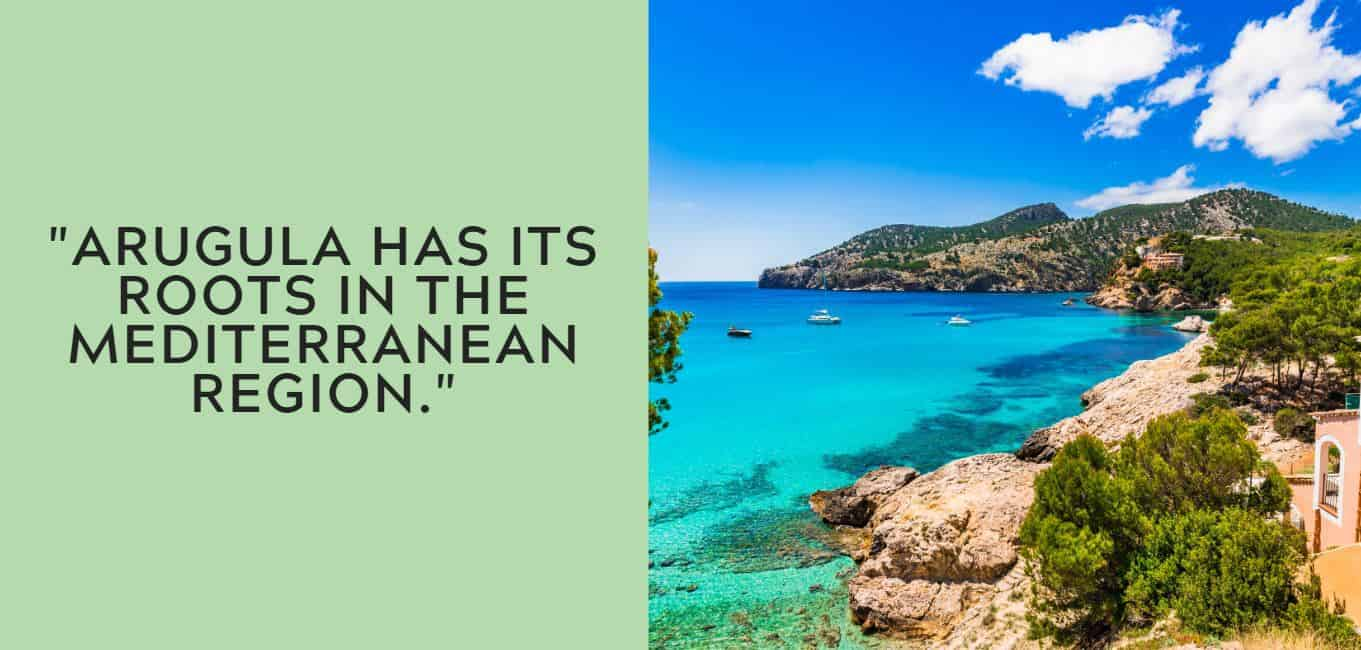 "ARUGULA HAS ITS
ROOTS IN THE
MEDITERRANEAN
REGION."